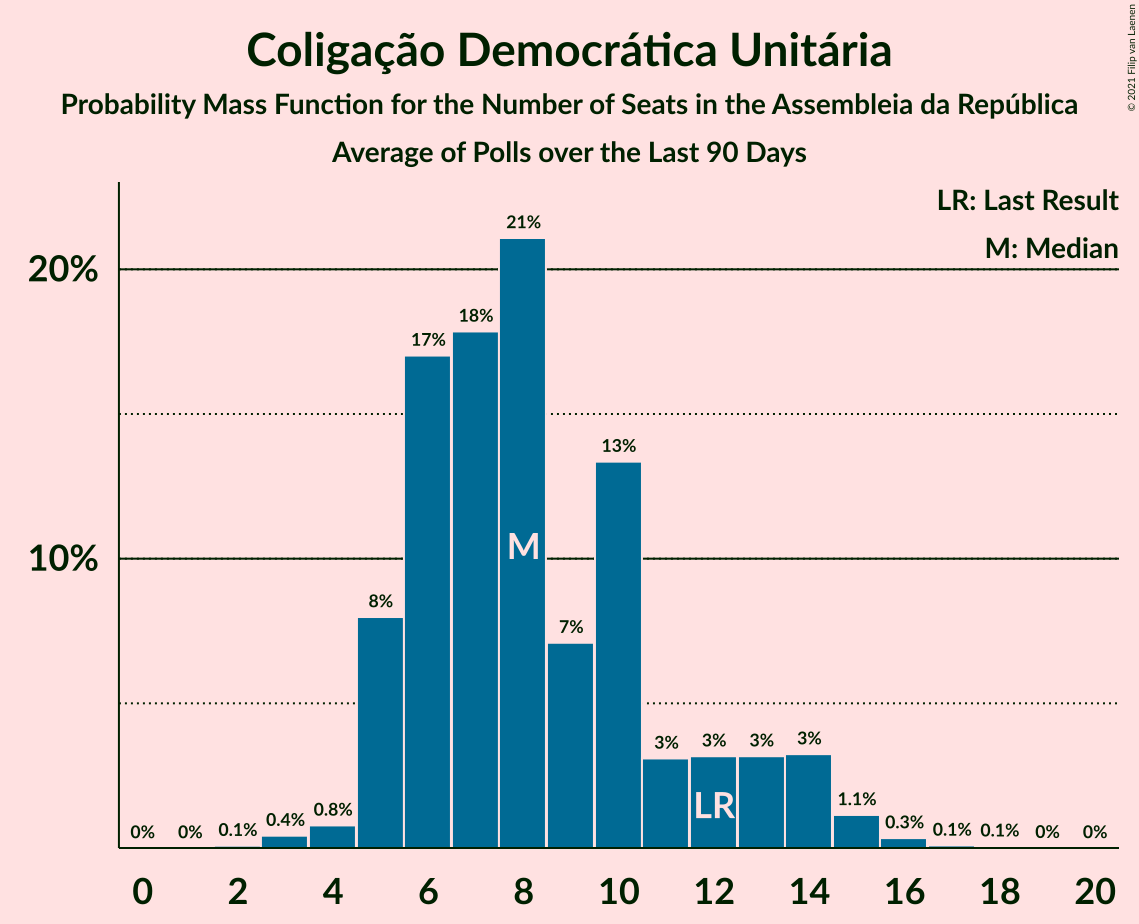 Coligação Democrática Unitária
Probability Mass Function for the Number of Seats in the Assembleia da República
Average of Polls over the Last 90 Days
© 2021 Filip van Laenen
LR: Last Result
M: Median
20%
10%
0% 0% 0.1% 0.4% 0.8% 8% 17% 18% 21% 7% 13% 3% 3% 3% 3% 1.1% 0.3% 0.1% 0.1% 0% 0%
M
LR
0 2 4 6 8 10 12 14 16 18 20